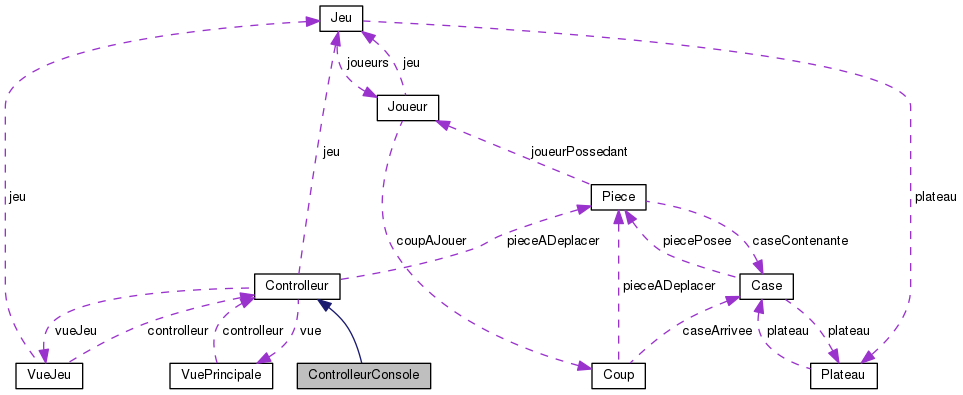 Jeu
joueurs
jeu
Joueur
joueurPossedant
jeu
Piece
jeu
plateau
coupAJouer
pieceADeplacer
piecePosee
caseContenante
Controlleur
pieceADeplacer
Case
vueJeu
controlleur
controlleur
vue
caseArrivee
plateau
plateau
VueJeu
VuePrincipale
ControlleurConsole
Coup
Plateau